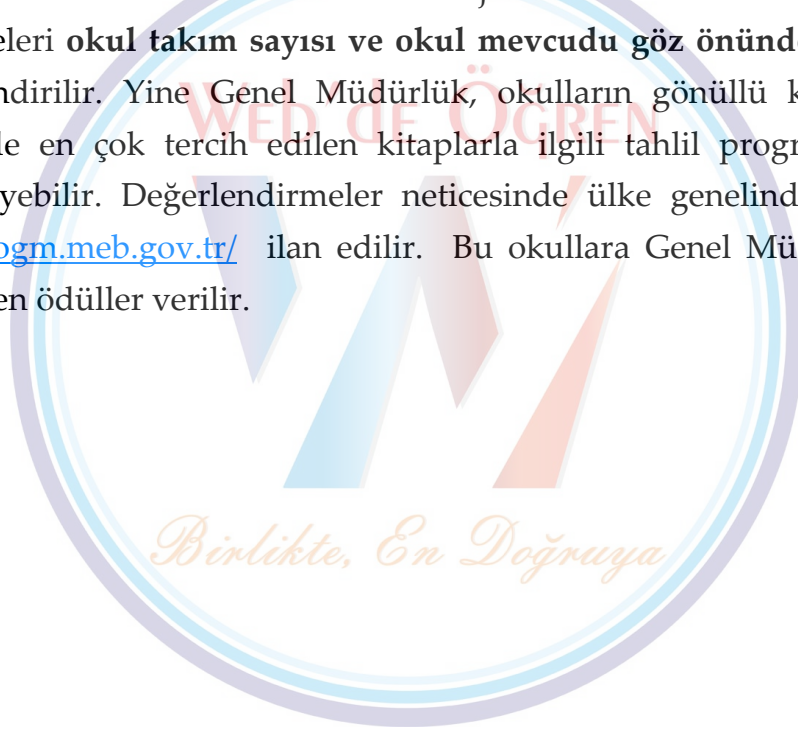 eleri okul takım sayısı ve okul mevcudu göz önünd
ndirilir. Yine Genel Müdürlük, okulların gönüllü k
le en çok tercih edilen kitaplarla ilgili tahlil progr
yebilir. Değerlendirmeler neticesinde ülke genelind
ogm.meb.gov.tr/ ilan edilir. Bu okullara Genel Mü
en ödüller verilir.
Web'de Öğren
Birlikte, En Doğruya